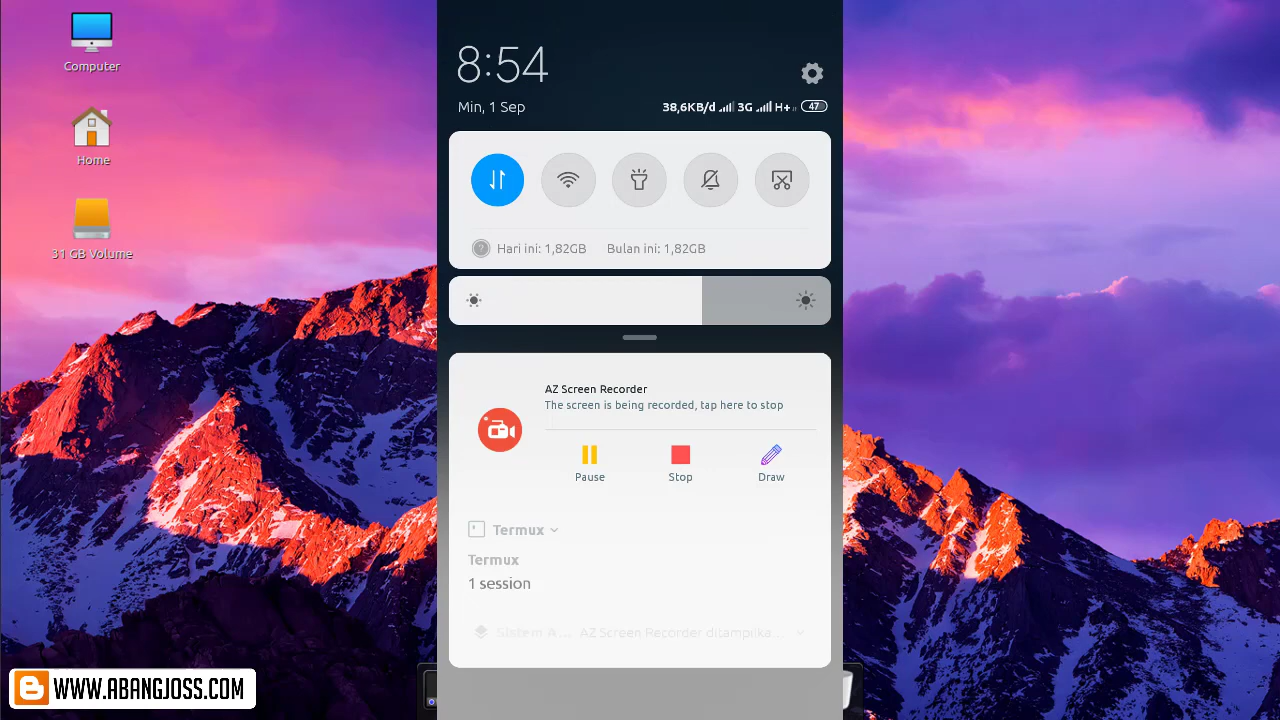 Computer
Home
31 GB Volume
8:54
Min, 1 Sep
38,6KB/d 3G H+ 47
Hari ini: 1,82GB Bulan ini: 1,82GB
AZ Screen Recorder
The screen is being recorded, tap here to stop
Pause Stop Draw
Termux
Termux
1 session
Sistem A... AZ Screen Recorder ditampilka...
WWW.ABANGJOSS.COM